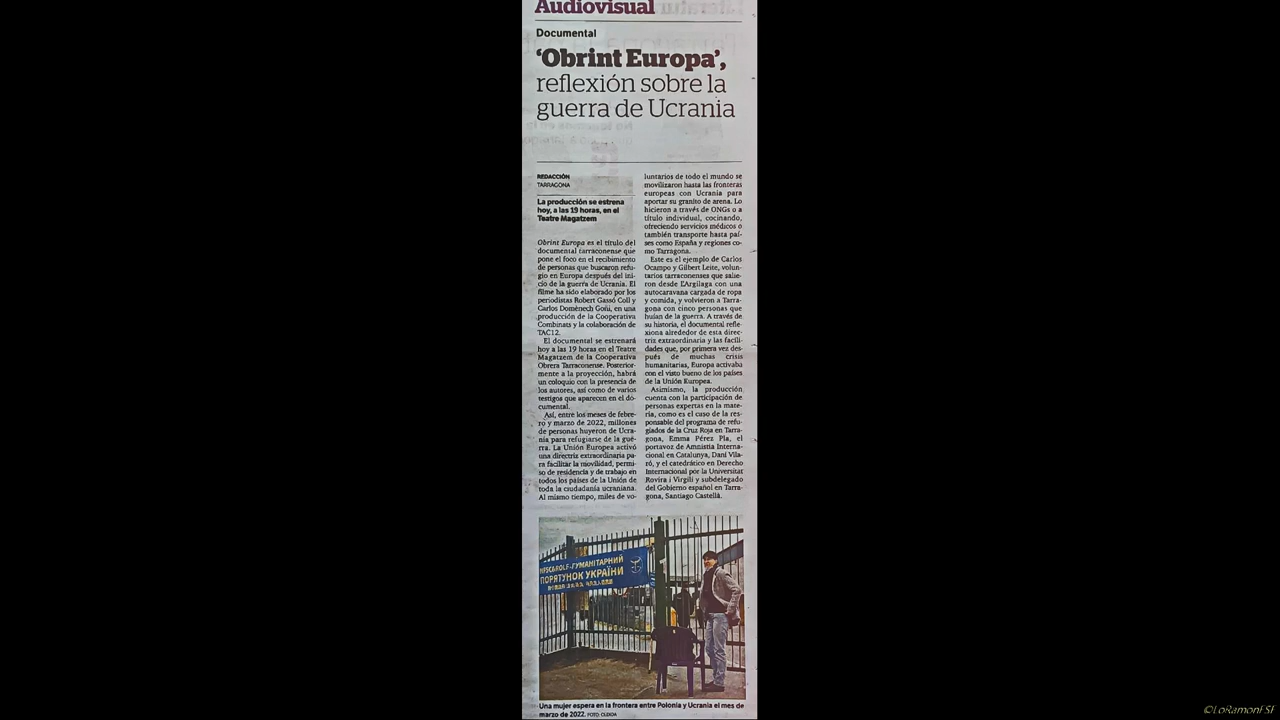 Audiovisual
Documental
‘Obrint Europa’,
reflexión sobre la
guerra de Ucrania
REDACCIÓN
TARRAGONA
La producción se estrena
hoy, a las 19 horas, en el
Teatre Magatzem
Obrint Europa es el título del
documental tarraconense que
pone el foco en el recibimiento
de personas que buscaron refu-
gio en Europa después del ini-
cio de la guerra de Ucrania. El
filme ha sido elaborado por los
periodistas Robert Gassó Coll y
Carlos Domènech Goñi, en una
producción de la Cooperativa
Combinats y la colaboración de
TAC12.
El documental se estrenará
hoy a las 19 horas en el Teatre
Magatzem de la Cooperativa
Obrera Tarraconense. Posterior-
mente a la proyección, habrá
un coloquio con la presencia de
los autores, así como de varios
testigos que aparecen en el do-
cumental.
Así, entre los meses de febre-
ro y marzo de 2022, millones
de personas huyeron de Ucra-
nia para refugiarse de la gue-
rra. La Unión Europea activó
una directriz extraordinaria pa-
ra facilitar la movilidad, permi-
so de residencia y de trabajo en
todos los países de la Unión de
toda la ciudadanía ucraniana.
Al mismo tiempo, miles de vo-
luntarios de todo el mundo se
movilizaron hasta las fronteras
europeas con Ucrania para
aportar su granito de arena. Lo
hicieron a través de ONGs o a
título individual, cocinando,
ofreciendo servicios médicos o
también transporte hasta paí-
ses como España y regiones co-
mo Tarragona.
Este es el ejemplo de Carlos
Ocampo y Gilbert Leite, volun-
tarios tarraconenses que salie-
ron desde L'Argilaga con una
autocaravana cargada de ropa
y comida, y volvieron a Tarra-
gona con cinco personas que
huían de la guerra. A través de
su historia, el documental refle-
xiona alrededor de esta direc-
triz extraordinaria y las facili-
dades que, por primera vez des-
pués de muchas crisis
humanitarias, Europa activaba
con el visto bueno de los países
de la Unión Europea.
Asimismo, la producción
cuenta con la participación de
personas expertas en la mate-
ria, como es el caso de la res-
ponsable del programa de refu-
giados de la Cruz Roja en Tarra-
gona, Emma Pérez Pla, el
portavoz de Amnistia Interna-
cional en Catalunya, Dani Vila-
ró, y el catedrático en Derecho
Internacional por la Universitat
Rovira i Virgili y subdelegado
del Gobierno español en Tarra-
gona, Santiago Castellà.
ГУМАНІТАРНИЙ
ПОРЯТУНОК УКРАЇНИ
Una mujer espera en la frontera entre Polonia y Ucrania el mes de
marzo de 2022. FOTO: CEDIDA
©LoRamonl SF